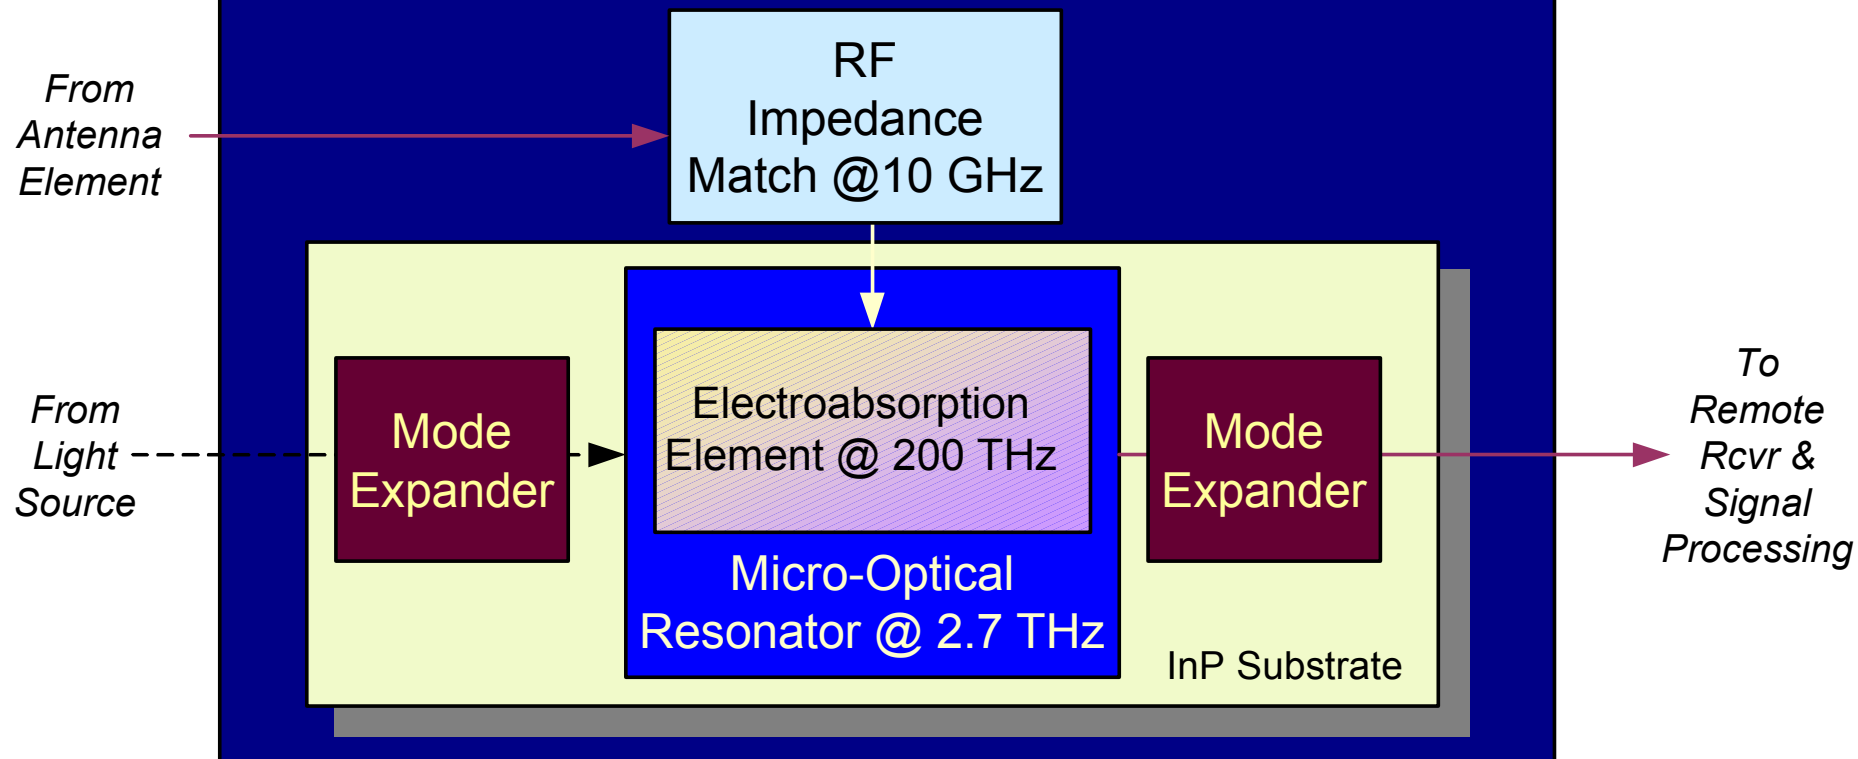 From
Antenna
Element
RF
Impedance
Match @10 GHz
From
Light
Source
Mode
Expander
Electroabsorption
Element @ 200 THz
Mode
Expander
To
Remote
Rcvr &
Signal
Processing
Micro-Optical
Resonator @ 2.7 THz
InP Substrate